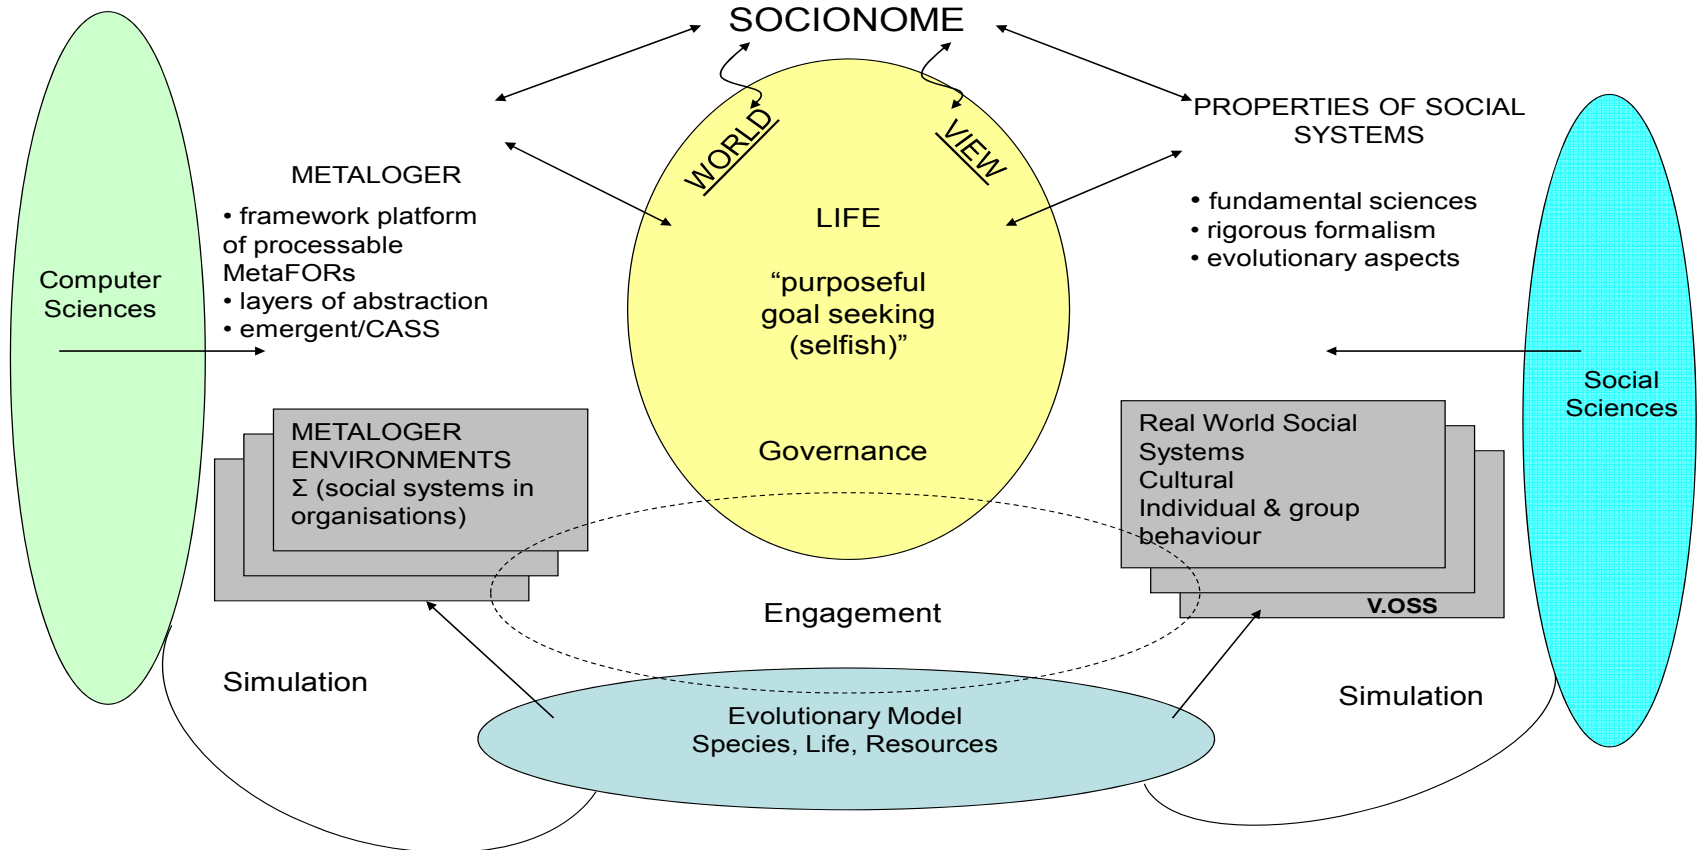 SOCIONOME
WORLD
VIEW
PROPERTIES OF SOCIAL
SYSTEMS
• fundamental sciences
• rigorous formalism
• evolutionary aspects
METALOGER
• framework platform
of processable
MetaFORs
• layers of abstraction
• emergent/CASS
Computer
Sciences
LIFE
“purposeful
goal seeking
(selfish)”
Governance
Social
Sciences
METALOGER
ENVIRONMENTS
Σ (social systems in
organisations)
Real World Social
Systems
Cultural
Individual & group
behaviour
V.OSS
Engagement
Simulation
Simulation
Evolutionary Model
Species, Life, Resources